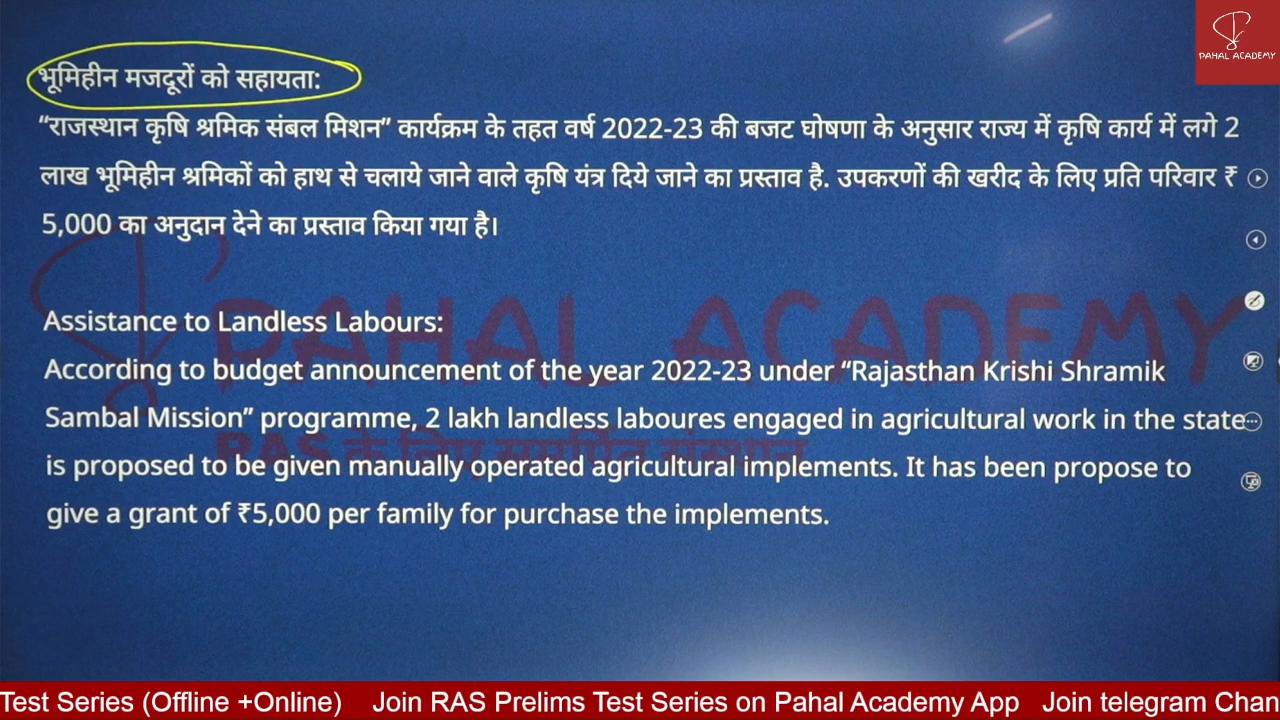 PAHAL ACADEMY
भूमिहीन मजदूरों को सहायता:
“राजस्थान कृषि श्रमिक संबल मिशन” कार्यक्रम के तहत वर्ष 2022-23 की बजट घोषणा के अनुसार राज्य में कृषि कार्य में लगे 2
लाख भूमिहीन श्रमिकों को हाथ से चलाये जाने वाले कृषि यंत्र दिये जाने का प्रस्ताव है. उपकरणों की खरीद के लिए प्रति परिवार ₹
5,000 का अनुदान देने का प्रस्ताव किया गया है।
PAHAL ACADEMY
Assistance to Landless Labours:
According to budget announcement of the year 2022-23 under “Rajasthan Krishi Shramik
Sambal Mission” programme, 2 lakh landless laboures engaged in agricultural work in the state
RAS के लिए समर्पित संस्थान
is proposed to be given manually operated agricultural implements. It has been propose to
give a grant of ₹5,000 per family for purchase the implements.
Test Series (Offline +Online) Join RAS Prelims Test Series on Pahal Academy App Join telegram Chan